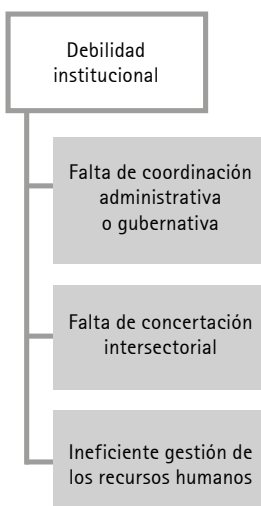 Debilidad
institucional
Falta de coordinación
administrativa
o gubernativa
Falta de concertación
intersectorial
Ineficiente gestión de
los recursos humanos